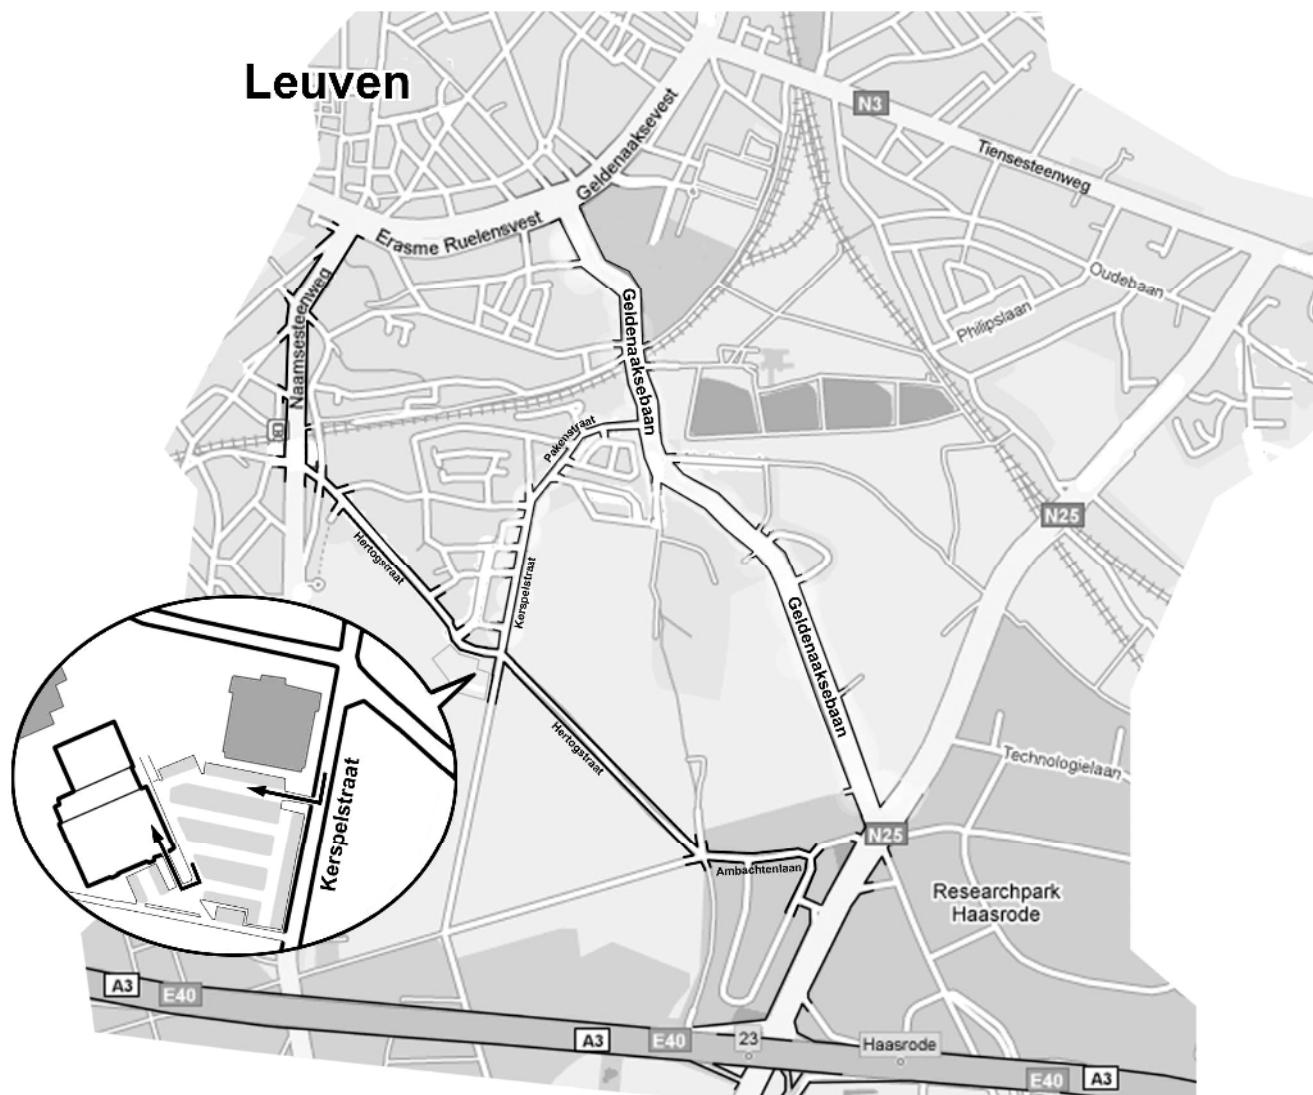 Leuven
Geldenaaksevest
N3
Tiensesteenweg
Erasme Ruelensvest
Oudebaan
Naamsesteenweg
Geldenaaksebaan
Philipslaan
Pakenstraat
N25
Hertogstraat
Kerspelstraat
Geldenaaksebaan
Hertogstraat
Technologielaan
Kerspelstraat
N25
Ambachtenlaan
Researchpark
Haasrode
A3
E40
A3
E40
23
Haasrode
E40
A3